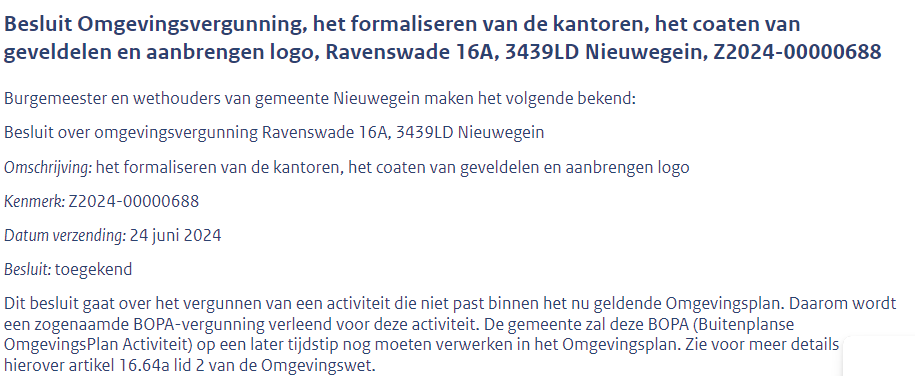 Besluit Omgevingsvergunning, het formaliseren van de kantoren, het coaten van
geveldelen en aanbrengen logo, Ravenswade 16A, 3439LD Nieuwegein, Z2024-00000688
Burgemeester en wethouders van gemeente Nieuwegein maken het volgende bekend:
Besluit over omgevingsvergunning Ravenswade 16A, 3439LD Nieuwegein
Omschrijving: het formaliseren van de kantoren, het coaten van geveldelen en aanbrengen logo
Kenmerk: Z2024-00000688
Datum verzending: 24 juni 2024
Besluit: toegekend
Dit besluit gaat over het vergunnen van een activiteit die niet past binnen het nu geldende Omgevingsplan. Daarom wordt
een zogenaamde BOPA-vergunning verleend voor deze activiteit. De gemeente zal deze BOPA (Buitenplanse
OmgevingsPlan Activiteit) op een later tijdstip nog moeten verwerken in het Omgevingsplan. Zie voor meer details
hierover artikel 16.64a lid 2 van de Omgevingswet.